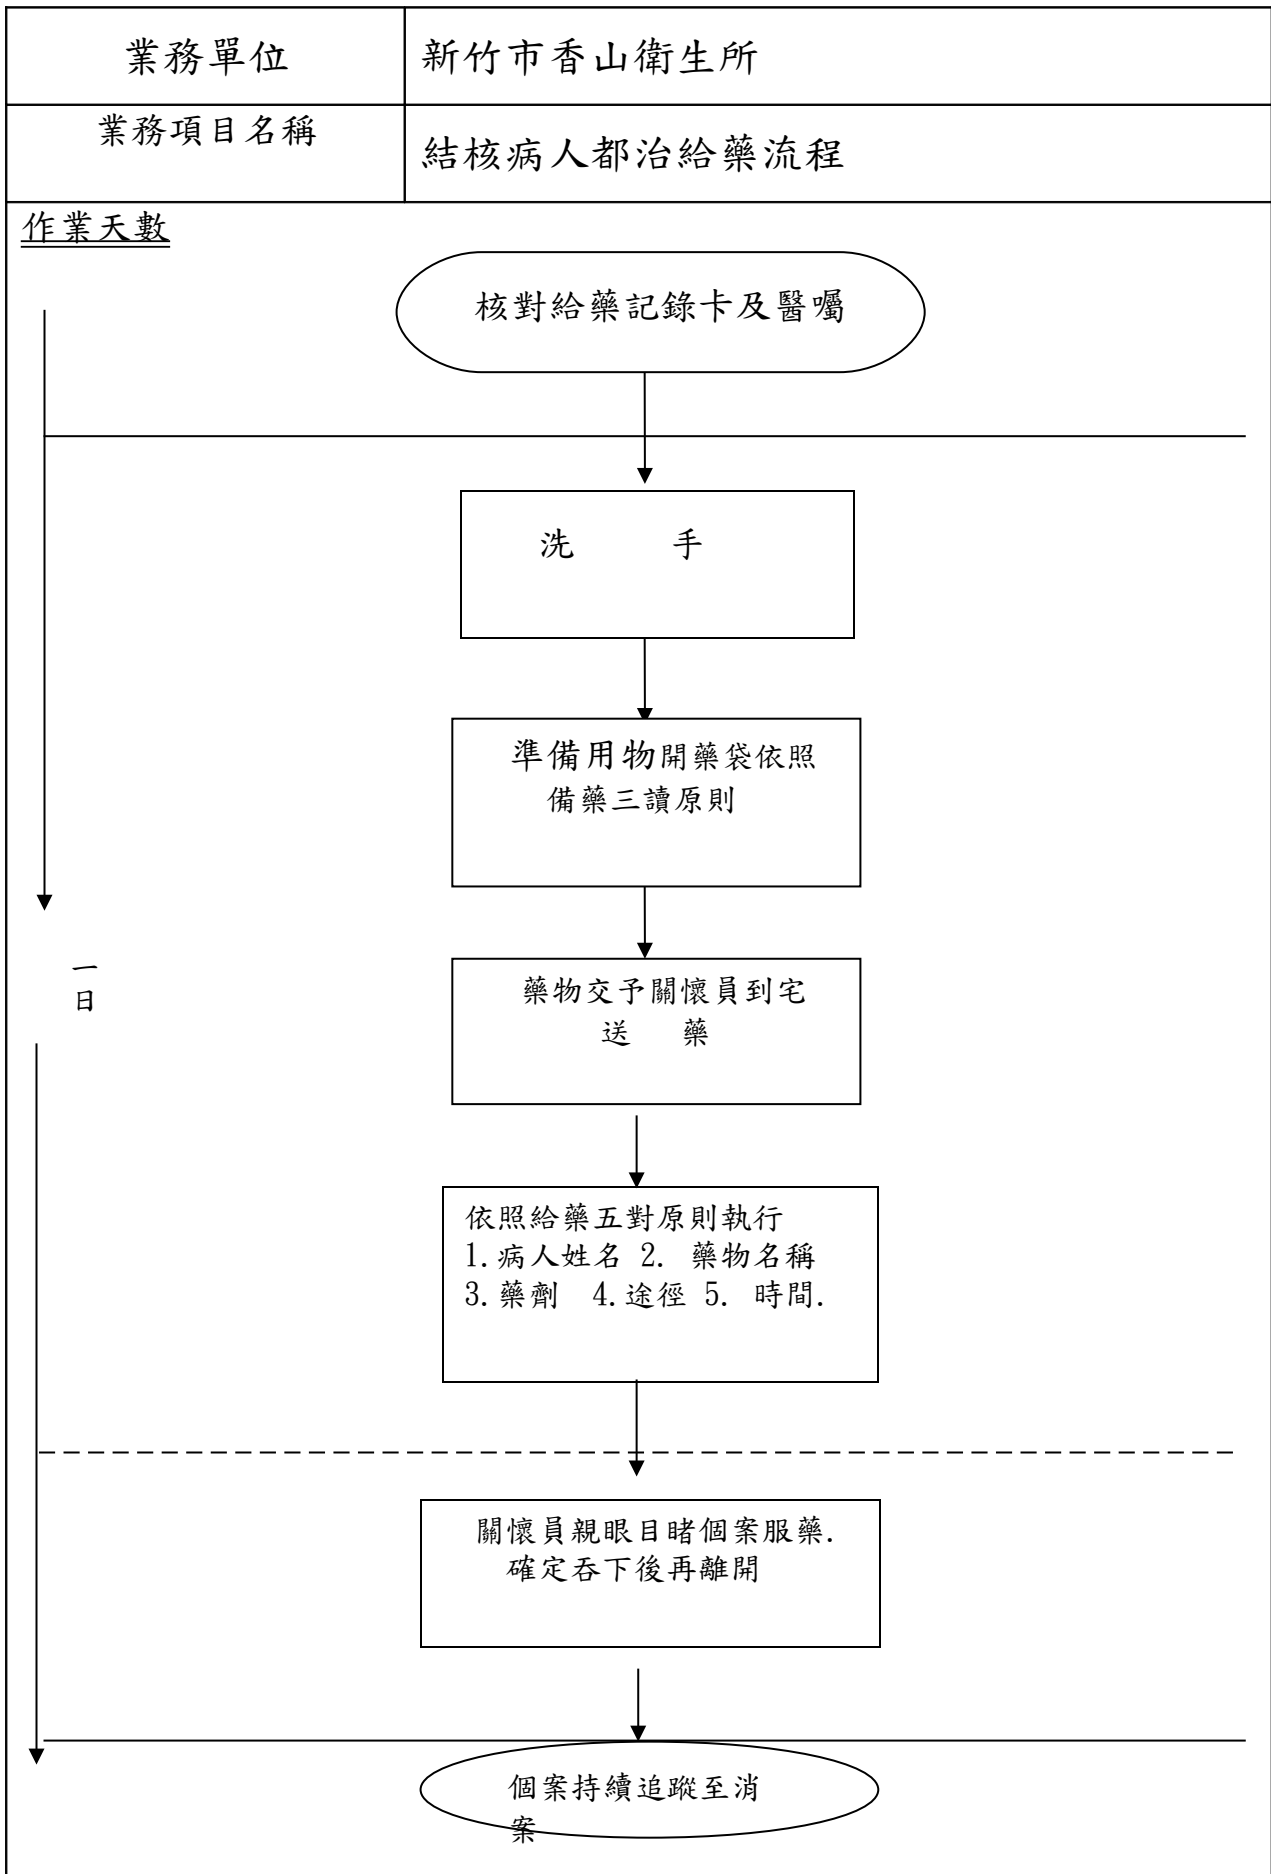 業務單位
新竹市香山衛生所
業務項目名稱
結核病人都治給藥流程
作業天數
核對給藥記錄卡及醫囑
洗 手
準備用物開藥袋依照
備藥三讀原則
一
日
藥物交予關懷員到宅
送 藥
依照給藥五對原則執行
1.病人姓名 2. 藥物名稱
3.藥劑 4.途徑 5. 時間.
關懷員親眼目睹個案服藥.
確定吞下後再離開
個案持續追蹤至消
案